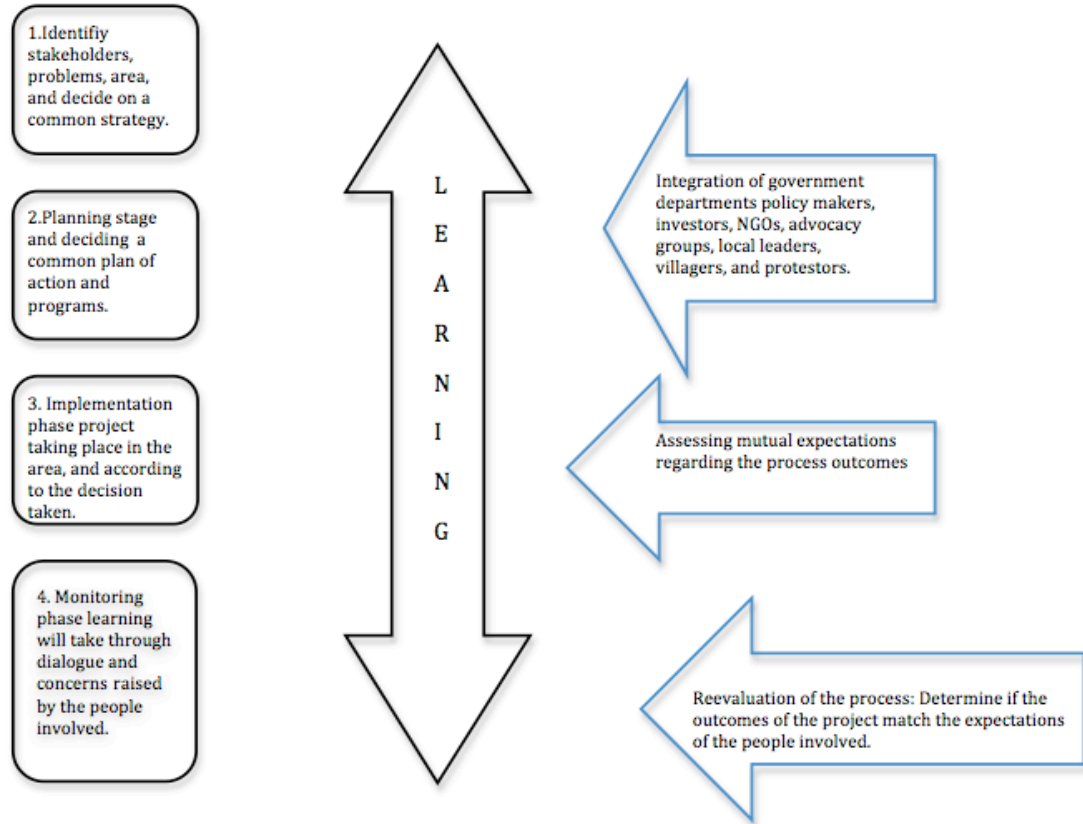 1.Identifiy
stakeholders,
problems, area,
and decide on a
common strategy.
2.Planning stage
and deciding a
common plan of
action and
programs.
3. Implementation
phase project
taking place in the
area, and according
to the decision
taken.
4. Monitoring
phase learning
will take through
dialogue and
concerns raised
by the people
involved.
L
E
A
R
N
I
N
G
Integration of government
departments policy makers,
investors, NGOs, advocacy
groups, local leaders,
villagers, and protestors.
Assessing mutual expectations
regarding the process outcomes
Reevaluation of the process: Determine if the
outcomes of the project match the expectations
of the people involved.